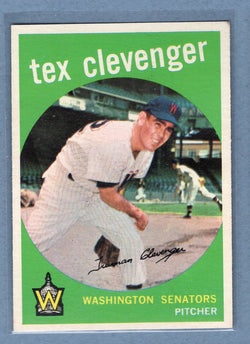 tex clevenger
W
Truman Clevenger
W
WASHINGTON SENATORS
PITCHER